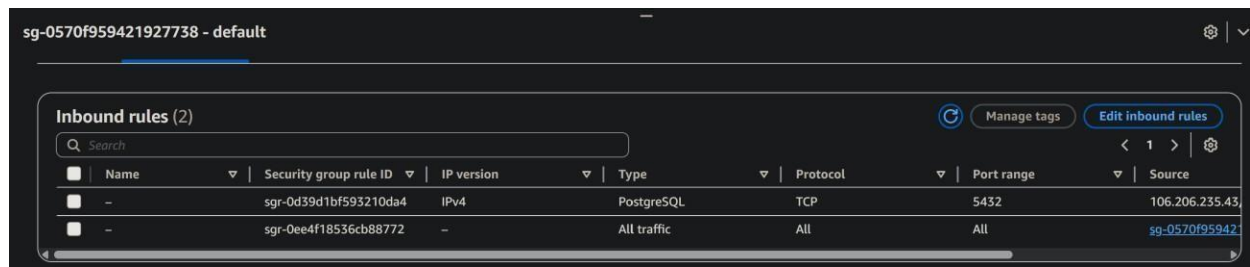 sg-0570f959421927738 - default
Inbound rules (2)
Manage tags
Edit inbound rules
Search
1
Name Security group rule ID IP version Type Protocol Port range Source
– sgr-0d39d1bf593210da4 IPv4 PostgreSQL TCP 5432 106.206.235.43/
– sgr-0ee4f18536cb88772 – All traffic All All sg-0570f959421